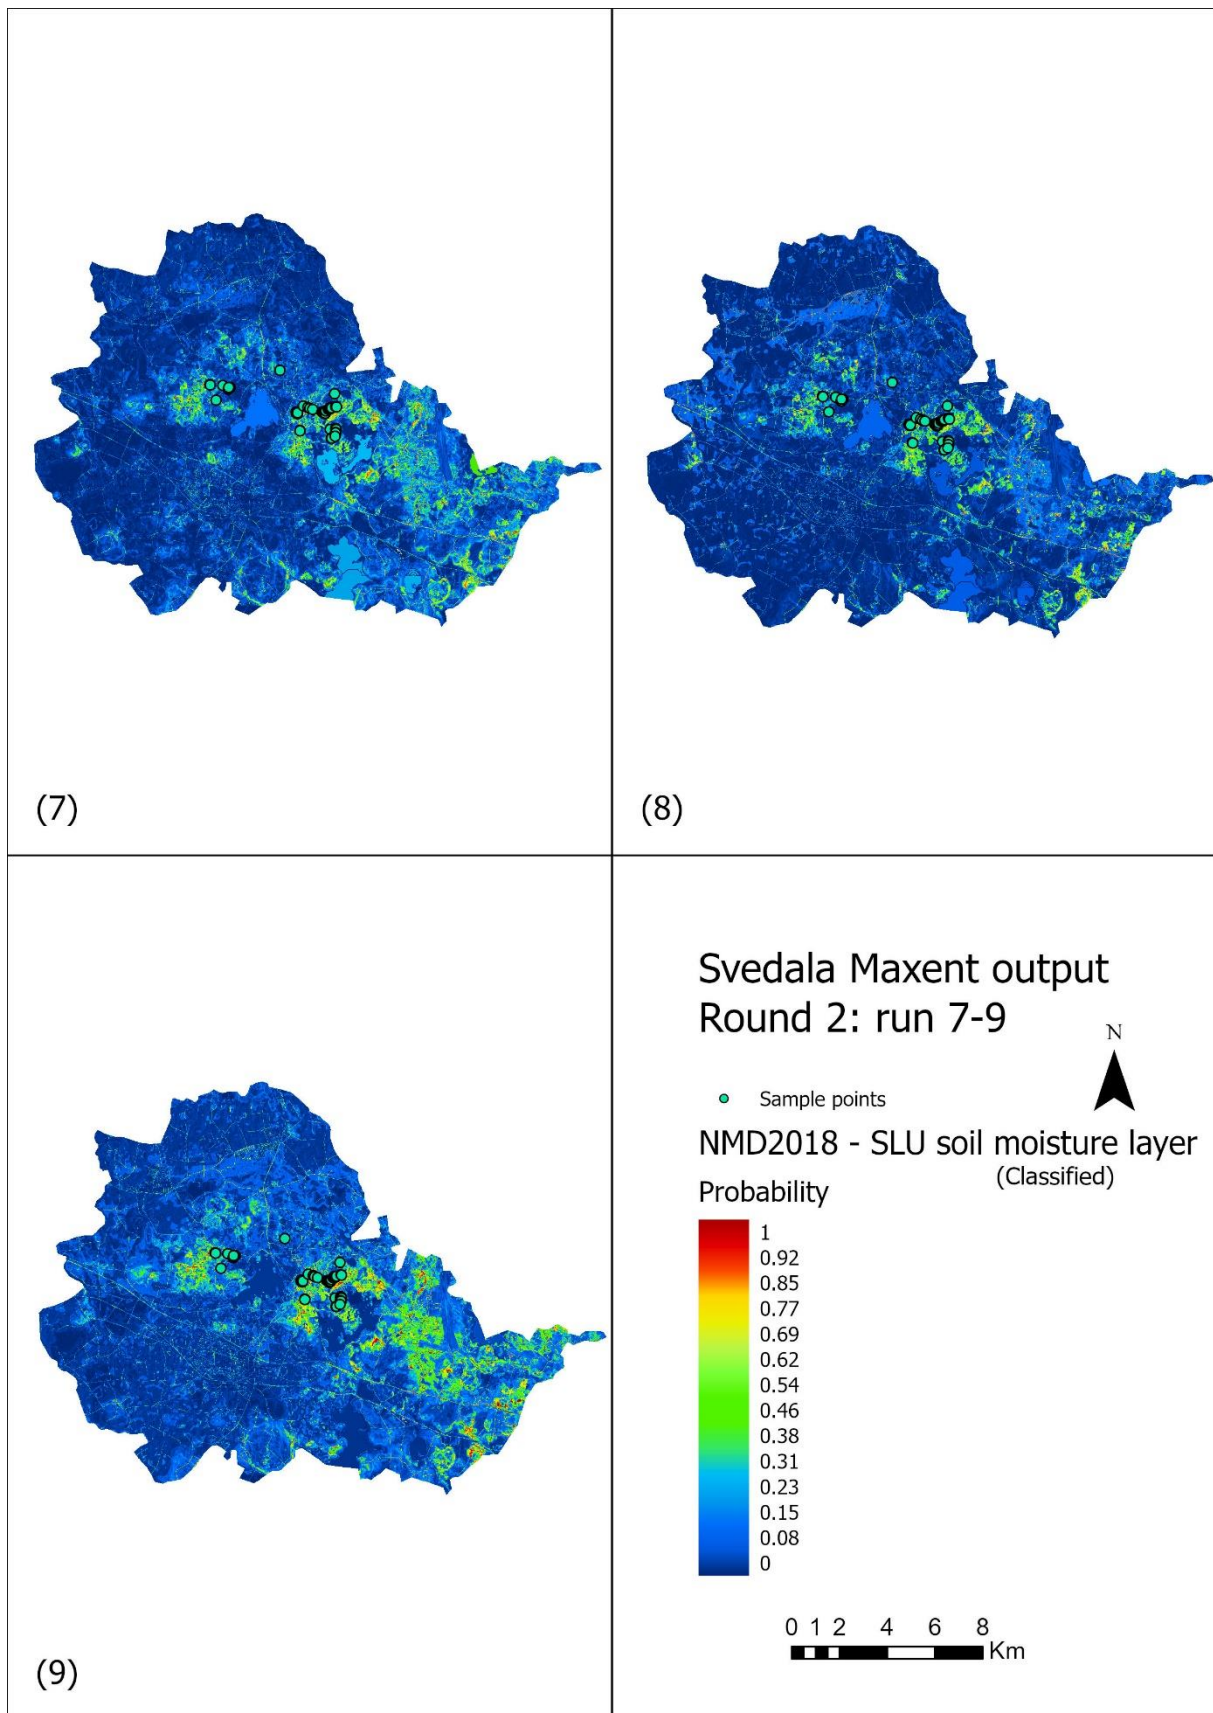 (7)
(8)
(9)
Svedala Maxent output
Round 2: run 7-9
N
Sample points
NMD2018 - SLU soil moisture layer
(Classified)
Probability
1
0.92
0.85
0.77
0.69
0.62
0.54
0.46
0.38
0.31
0.23
0.15
0.08
0
0 1 2 4 6 8
Km